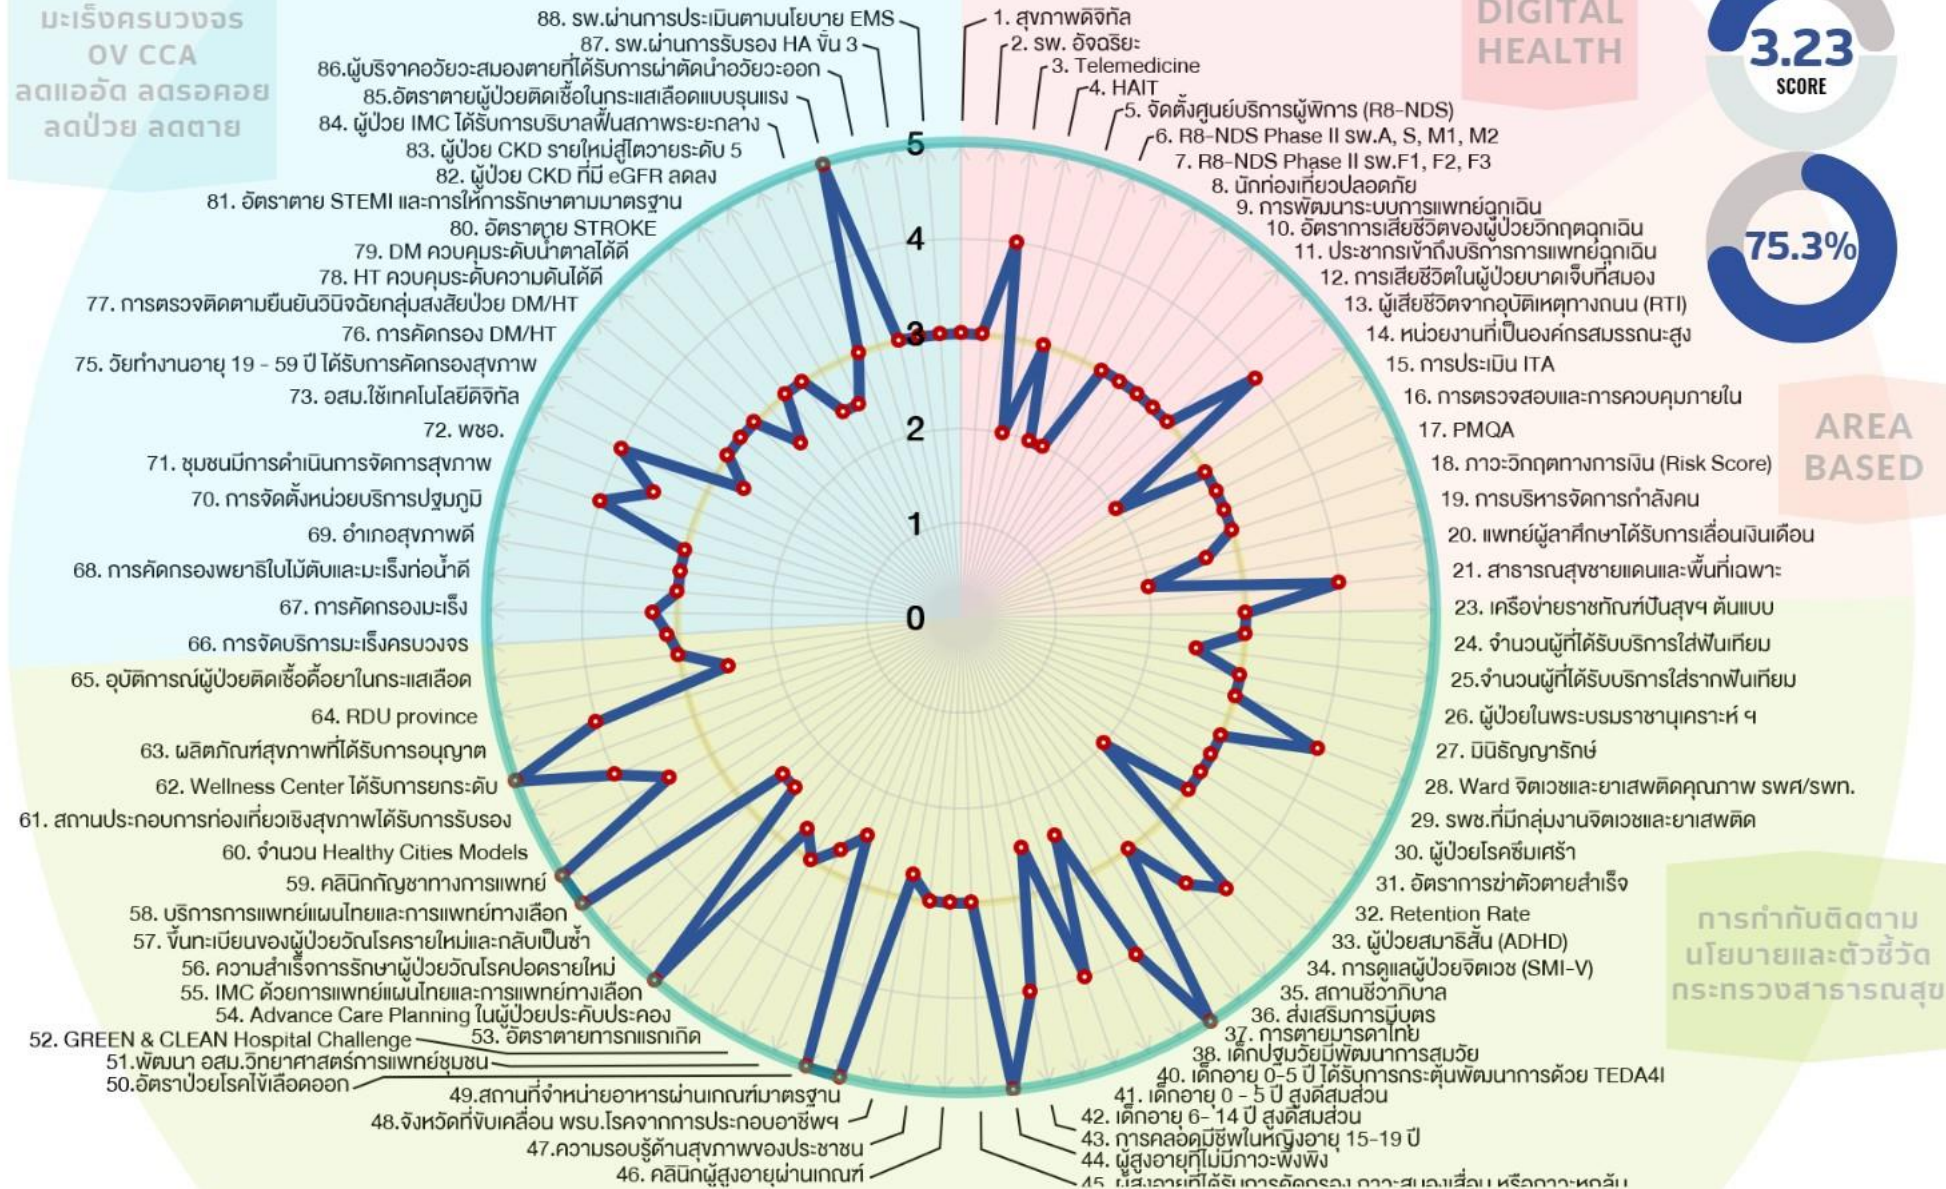 มะเร็งครบวงจร
OV CCA
ลดแออัด ลดรอคอย
ลดป่วย ลดตาย
88. รพ.ผ่านการประเมินตามนโยบาย EMS
87. รพ.ผ่านการรับรอง HA ขั้น 3
86.ผู้บริจาคอวัยวะสมองตายที่ได้รับการผ่าตัดนำอวัยวะออก
85.อัตราตายผู้ป่วยติดเชื้อในกระแสเลือดแบบรุนแรง
84. ผู้ป่วย IMC ได้รับการบริบาลฟื้นสภาพระยะกลาง
83. ผู้ป่วย CKD รายใหม่สู่ไตวายระดับ 5
82. ผู้ป่วย CKD ที่มี eGFR ลดลง
81. อัตราตาย STEMI และการให้การรักษาตามมาตรฐาน
80. อัตราตาย STROKE
79. DM ควบคุมระดับน้ำตาลได้ดี
78. HT ควบคุมระดับความดันได้ดี
77. การตรวจติดตามยืนยันวินิจฉัยกลุ่มสงสัยป่วย DM/HT
76. การคัดกรอง DM/HT
75. วัยทำงานอายุ 19 - 59 ปี ได้รับการคัดกรองสุขภาพ
73. อสม.ใช้เทคโนโลยีดิจิทัล
72. พชอ.
71. ชุมชนมีการดำเนินการจัดการสุขภาพ
70. การจัดตั้งหน่วยบริการปฐมภูมิ
69. อำเภอสุขภาพดี
68. การคัดกรองพยาธิใบไม้ตับและมะเร็งท่อน้ำดี
67. การคัดกรองมะเร็ง
66. การจัดบริการมะเร็งครบวงจร
65. อุบัติการณ์ผู้ป่วยติดเชื้อดื้อยาในกระแสเลือด
64. RDU province
63. ผลิตภัณฑ์สุขภาพที่ได้รับการอนุญาต
62. Wellness Center ได้รับการยกระดับ
61. สถานประกอบการท่องเที่ยวเชิงสุขภาพได้รับการรับรอง
60. จำนวน Healthy Cities Models
59. คลินิกกัญชาทางการแพทย์
58. บริการการแพทย์แผนไทยและการแพทย์ทางเลือก
57. ขึ้นทะเบียนของผู้ป่วยวัณโรครายใหม่และกลับเป็นซ้ำ
56. ความสำเร็จการรักษาผู้ป่วยวัณโรคปอดรายใหม่
55. IMC ด้วยการแพทย์แผนไทยและการแพทย์ทางเลือก
54. Advance Care Planning ในผู้ป่วยประคับประคอง
53. อัตราตายทารกแรกเกิด
52. GREEN & CLEAN Hospital Challenge
51.พัฒนา อสม.วิทยาศาสตร์การแพทย์ชุมชน
50.อัตราป่วยโรคไข้เลือดออก
49.สถานที่จำหน่ายอาหารผ่านเกณฑ์มาตรฐาน
48.จังหวัดที่ขับเคลื่อน พรบ.โรคจากการประกอบอาชีพฯ
47.ความรอบรู้ด้านสุขภาพของประชาชน
46. คลินิกผู้สูงอายุผ่านเกณฑ์
5
4
3
2
1
0
1. สุขภาพดิจิทัล
2. รพ. อัจฉริยะ
3. Telemedicine
4. HAIT
5. จัดตั้งศูนย์บริการผู้พิการ (R8-NDS)
6. R8-NDS Phase II รพ.A, S, M1, M2
7. R8-NDS Phase II รพ.F1, F2, F3
8. นักท่องเที่ยวปลอดภัย
9. การพัฒนาระบบการแพทย์ฉุกเฉิน
10. อัตราการเสียชีวิตของผู้ป่วยวิกฤตฉุกเฉิน
11. ประชากรเข้าถึงบริการการแพทย์ฉุกเฉิน
12. การเสียชีวิตในผู้ป่วยบาดเจ็บที่สมอง
13. ผู้เสียชีวิตจากอุบัติเหตุทางถนน (RTI)
14. หน่วยงานที่เป็นองค์กรสมรรถนะสูง
15. การประเมิน ITA
16. การตรวจสอบและการควบคุมภายใน
17. PMQA
18. ภาวะวิกฤตทางการเงิน (Risk Score)
19. การบริหารจัดการกำลังคน
20. แพทย์ผู้ลาศึกษาได้รับการเลื่อนเงินเดือน
21. สาธารณสุขชายแดนและพื้นที่เฉพาะ
23. เครือข่ายราชทัณฑ์ปันสุขฯ ต้นแบบ
24. จำนวนผู้ที่ได้รับบริการใส่ฟันเทียม
25.จำนวนผู้ที่ได้รับบริการใส่รากฟันเทียม
26. ผู้ป่วยในพระบรมราชานุเคราะห์ ฯ
27. มินิธัญญารักษ์
28. Ward จิตเวชและยาเสพติดคุณภาพ รพศ/รพท.
29. รพช.ที่มีกลุ่มงานจิตเวชและยาเสพติด
30. ผู้ป่วยโรคซึมเศร้า
31. อัตราการฆ่าตัวตายสำเร็จ
32. Retention Rate
33. ผู้ป่วยสมาธิสั้น (ADHD)
34. การดูแลผู้ป่วยจิตเวช (SMI-V)
35. สถานชีวาภิบาล
36. ส่งเสริมการมีบุตร
37. การตายมารดาไทย
38. เด็กปฐมวัยมีพัฒนาการสมวัย
40. เด็กอายุ 0-5 ปี ได้รับการกระตุ้นพัฒนาการด้วย TEDA4I
41. เด็กอายุ 0 - 5 ปี สูงดีสมส่วน
42. เด็กอายุ 6- 14 ปี สูงดีสมส่วน
43. การคลอดมีชีพในหญิงอายุ 15-19 ปี
44. ผู้สูงอายุที่ไม่มีภาวะพึ่งพิง
45. ผู้สูงอายุที่ได้รับการคัดกรอง ภาวะสมองเสื่อม หรือภาวะหกล้ม
DIGITAL
HEALTH
3.23
SCORE
75.3%
AREA
BASED
การกำกับติดตาม
นโยบายและตัวชี้วัด
กระทรวงสาธารณสุข